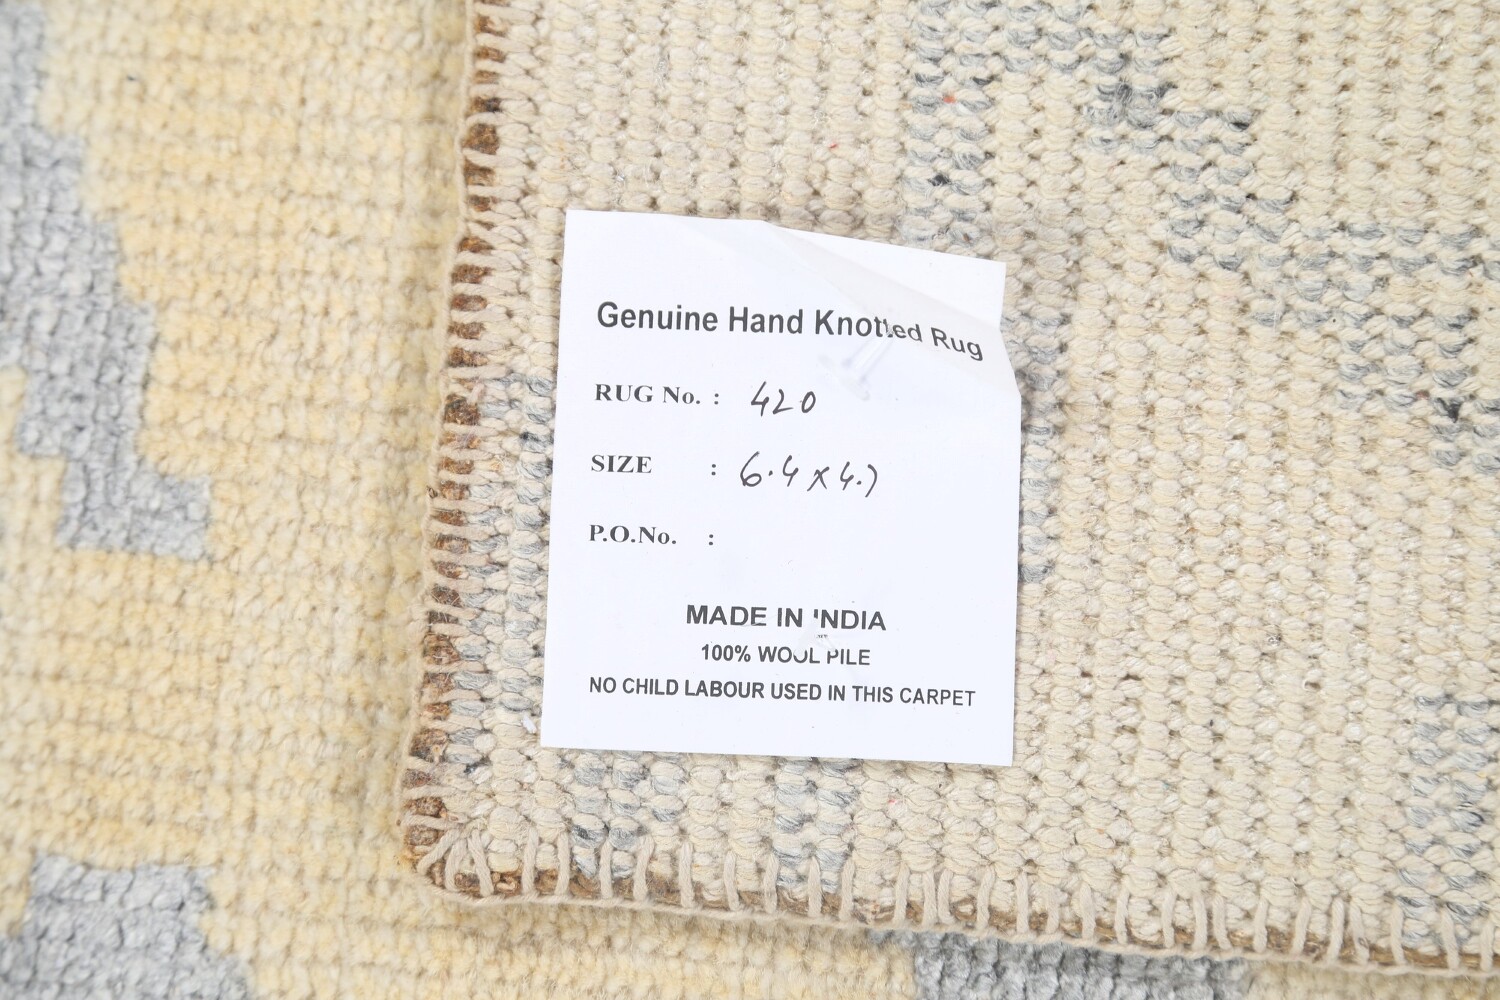 Genuine Hand Knotted Rug
RUG No. : 420
SIZE : 6.4 x 4.7
P.O.No. :
MADE IN INDIA
100% WOOL PILE
NO CHILD LABOUR USED IN THIS CARPET